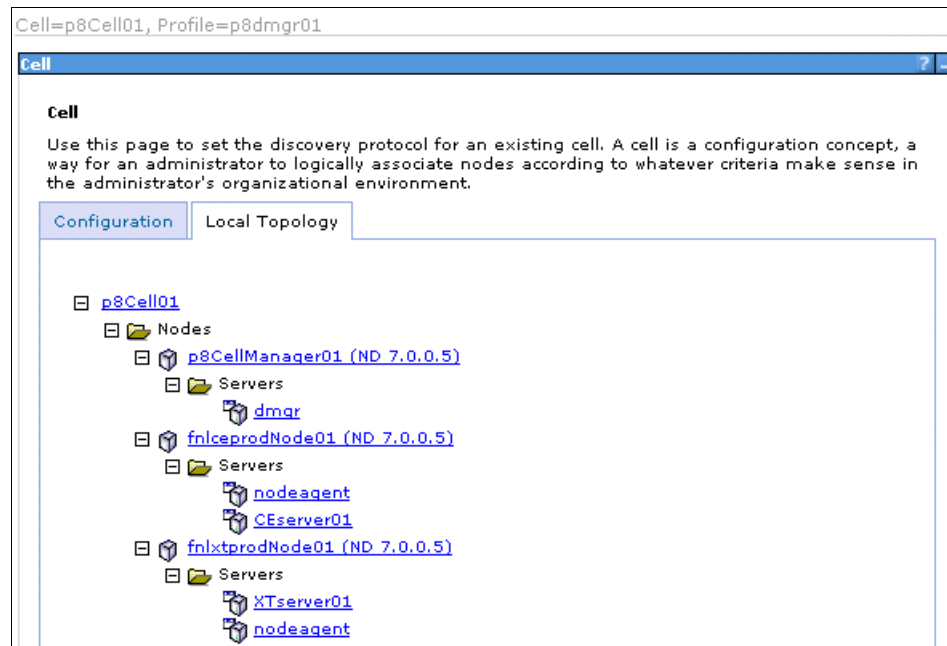 Cell=p8Cell01, Profile=p8dmgr01
Cell ? -
Cell
Use this page to set the discovery protocol for an existing cell. A cell is a configuration concept, a
way for an administrator to logically associate nodes according to whatever criteria make sense in
the administrator's organizational environment.
Configuration Local Topology
p8Cell01
Nodes
p8CellManager01 (ND 7.0.0.5)
Servers
dmgr
fnlceprodNode01 (ND 7.0.0.5)
Servers
nodeagent
CEserver01
fnlxtprodNode01 (ND 7.0.0.5)
Servers
XTserver01
nodeagent